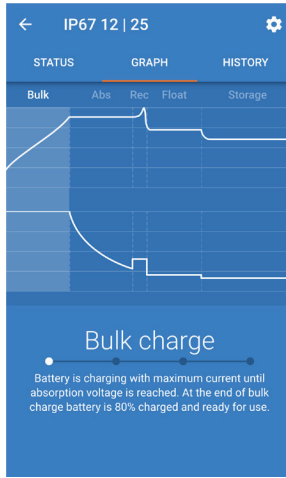 IP67 12 | 25
STATUS GRAPH HISTORY
Bulk Abs Rec Float Storage
Bulk charge
Battery is charging with maximum current until
absorption voltage is reached. At the end of bulk
charge battery is 80% charged and ready for use.